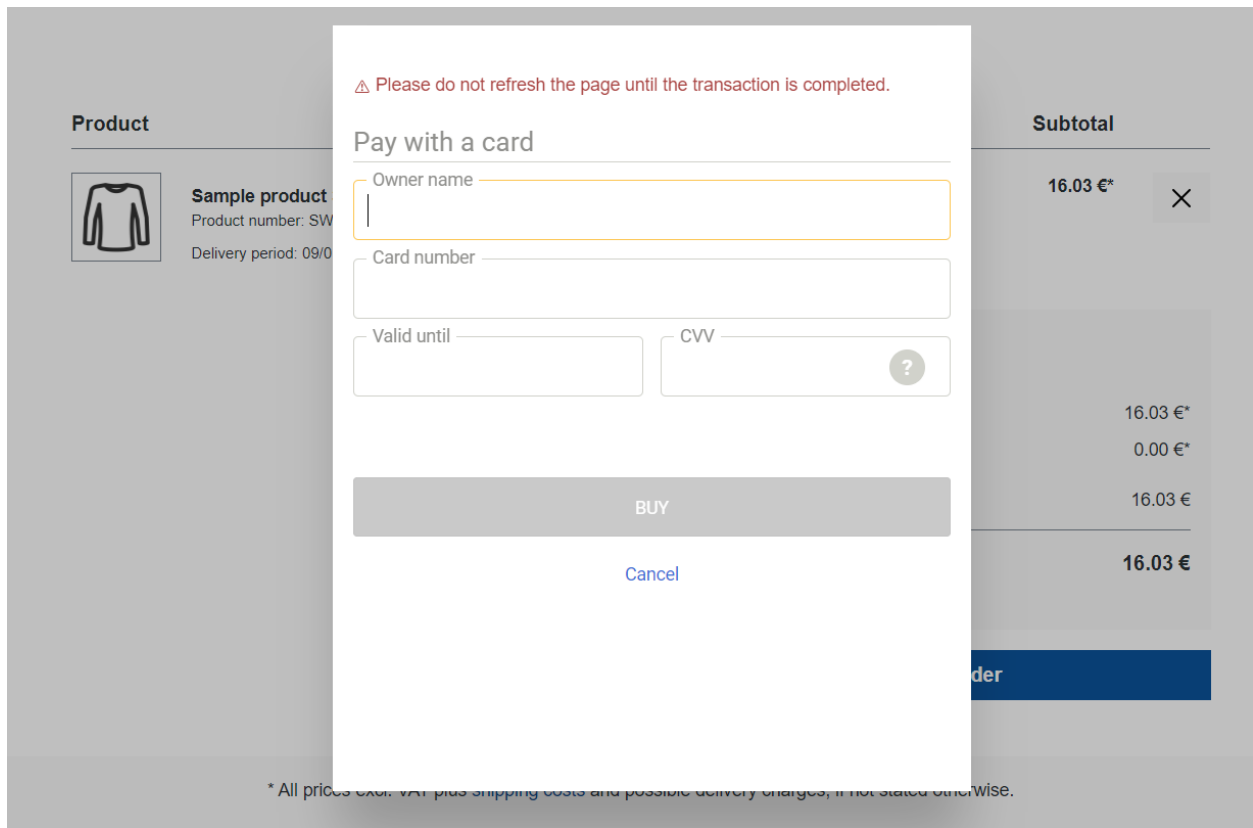 ⚠ Please do not refresh the page until the transaction is completed.
Pay with a card
Owner name
Card number
Valid until
CVV
?
BUY
Cancel
Product
Subtotal
Sample product
Product number: SW
Delivery period: 09/0
16.03 €*
16.03 €*
0.00 €*
16.03 €
16.03 €
der
* All prices excl. VAT plus shipping costs and possible delivery charges, if not stated otherwise.